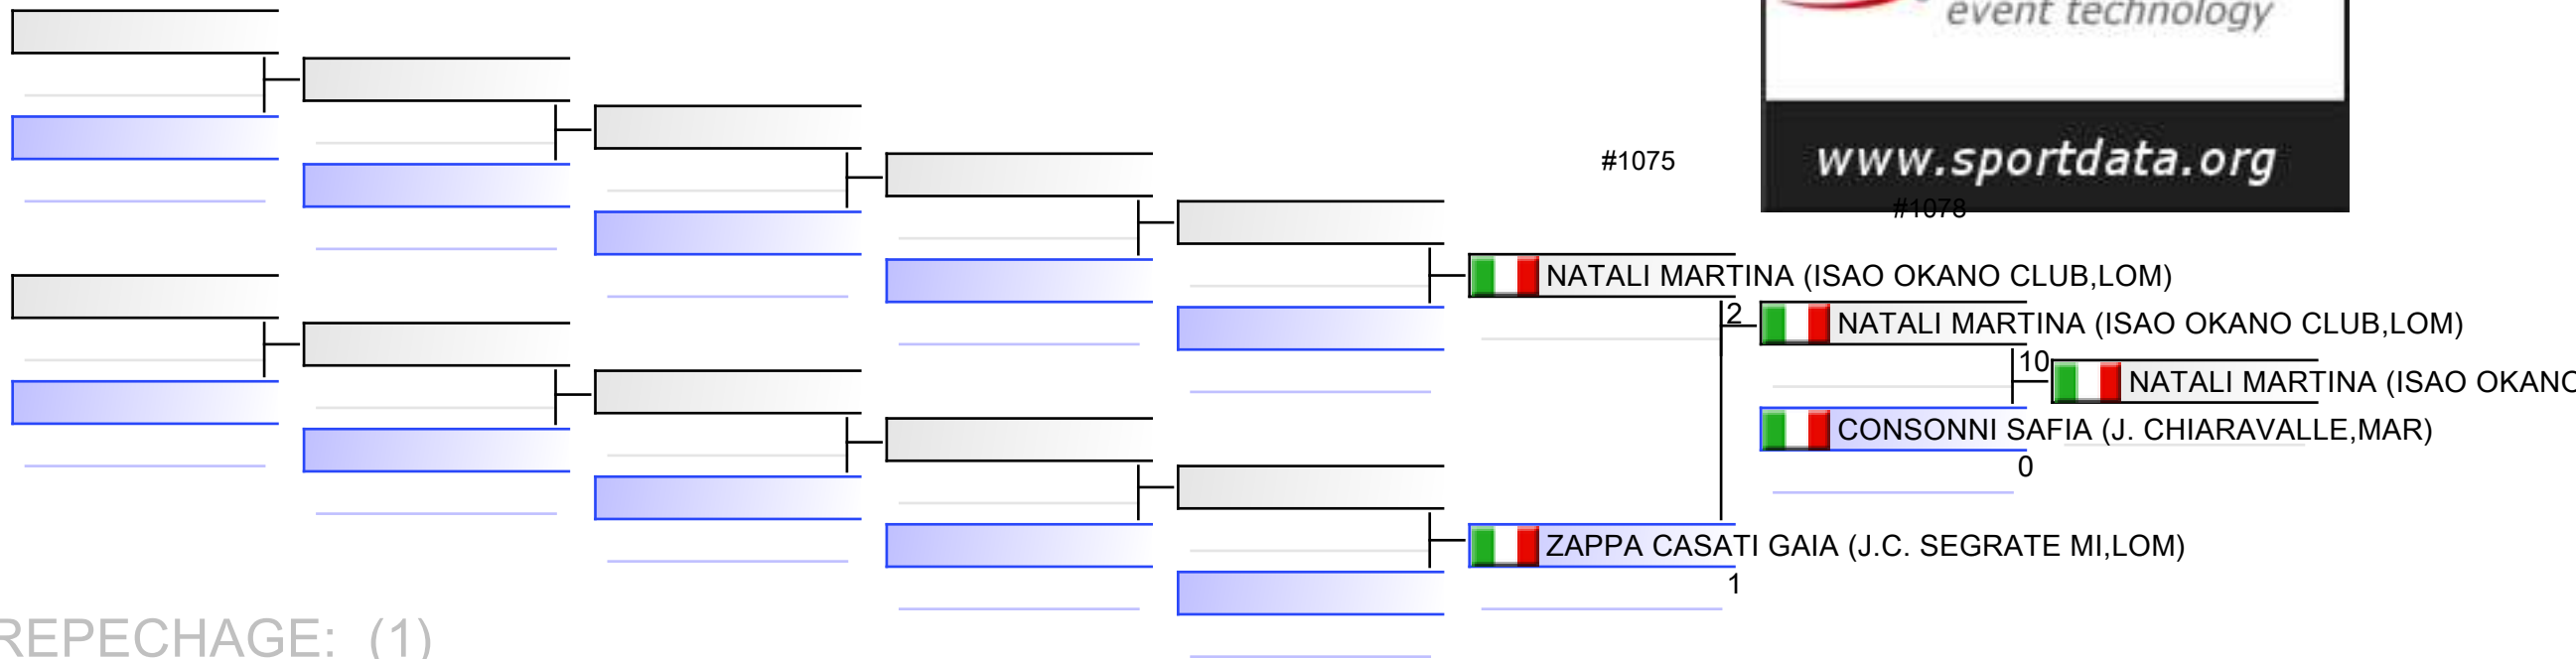 event technology
www.sportdata.org
#1075
#1078
NATALI MARTINA (ISAO OKANO CLUB,LOM)
2
NATALI MARTINA (ISAO OKANO CLUB,LOM)
10
NATALI MARTINA (ISAO OKANO
CONSONNI SAFIA (J. CHIARAVALLE,MAR)
0
ZAPPA CASATI GAIA (J.C. SEGRATE MI,LOM)
1
REPECHAGE: (1)